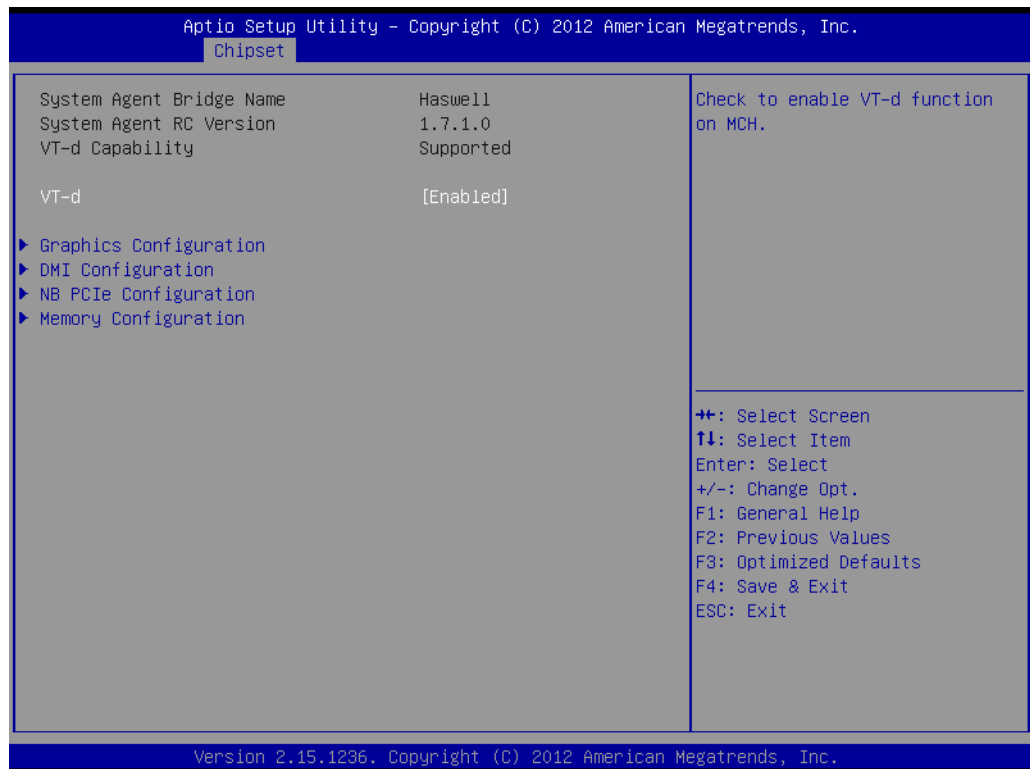 Aptio Setup Utility – Copyright (C) 2012 American Megatrends, Inc.
Chipset
System Agent Bridge Name Haswell
System Agent RC Version 1.7.1.0
VT-d Capability Supported
VT-d [Enabled]
Graphics Configuration
DMI Configuration
NB PCIe Configuration
Memory Configuration
Check to enable VT-d function
on MCH.
→←: Select Screen
↑↓: Select Item
Enter: Select
+/-: Change Opt.
F1: General Help
F2: Previous Values
F3: Optimized Defaults
F4: Save & Exit
ESC: Exit
Version 2.15.1236. Copyright (C) 2012 American Megatrends, Inc.